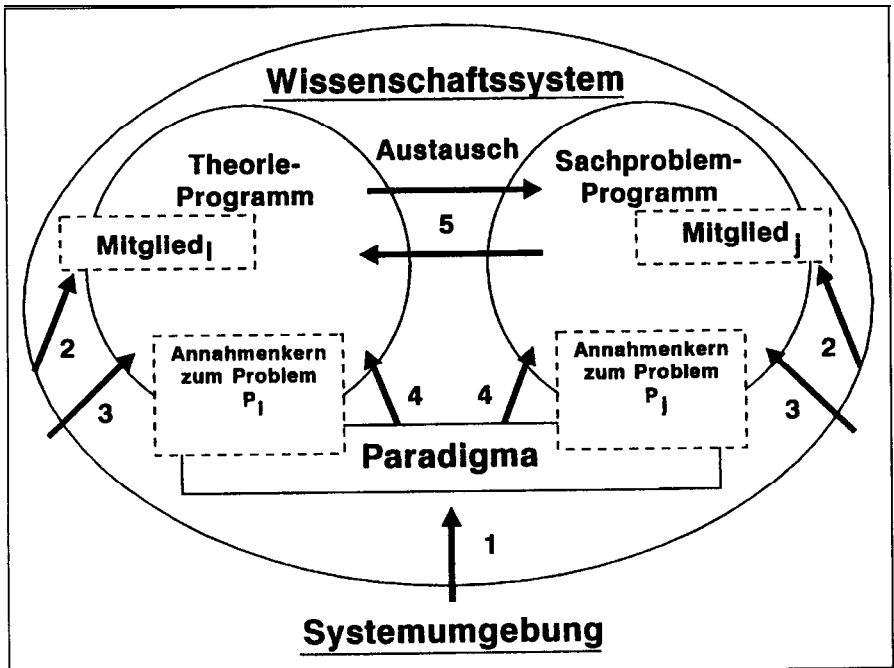 Wissenschaftssystem
Theorie-
Programm
Austausch
Sachproblem-
Programm
5
Mitglied i
Mitglied j
2
2
3
3
Annahmenkern
zum Problem
P i
Annahmenkern
zum Problem
P j
4
4
Paradigma
1
Systemumgebung